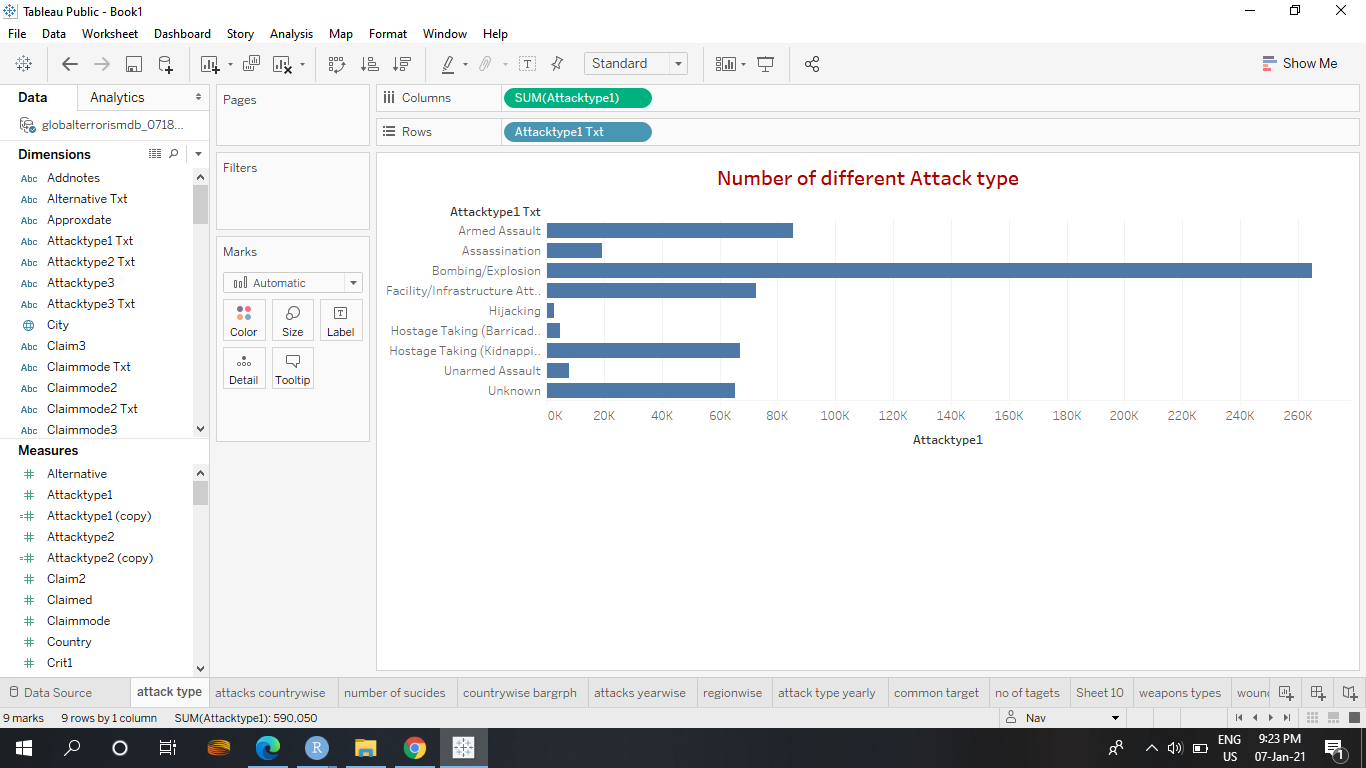 Tableau Public - Book1
File Data Worksheet Dashboard Story Analysis Map Format Window Help
Standard
Show Me
Data Analytics
globalterrorismdb_0718...
Dimensions
Abc Addnotes
Abc Alternative Txt
Abc Approxdate
Abc Attacktype1 Txt
Abc Attacktype2 Txt
Abc Attacktype3
Abc Attacktype3 Txt
City
Abc Claim3
Abc Claimmode Txt
Abc Claimmode2
Abc Claimmode2 Txt
Abc Claimmode3
Measures
# Alternative
# Attacktype1
=# Attacktype1 (copy)
# Attacktype2
=# Attacktype2 (copy)
# Claim2
# Claimed
# Claimmode
# Country
# Crit1
Pages
Filters
Marks
Automatic
Color Size Label
Detail Tooltip
Columns SUM(Attacktype1)
Rows Attacktype1 Txt
Number of different Attack type
Attacktype1 Txt
Armed Assault
Assassination
Bombing/Explosion
Facility/Infrastructure Att..
Hijacking
Hostage Taking (Barricad..
Hostage Taking (Kidnappi..
Unarmed Assault
Unknown
0K 20K 40K 60K 80K 100K 120K 140K 160K 180K 200K 220K 240K 260K
Attacktype1
Data Source attack type attacks countrywise number of sucides countrywise bargrph attacks yearwise regionwise attack type yearly common target no of tagets Sheet 10 weapons types wound
9 marks 9 rows by 1 column SUM(Attacktype1): 590,050 Nav
R
ENG 9:23 PM
US 07-Jan-21
1